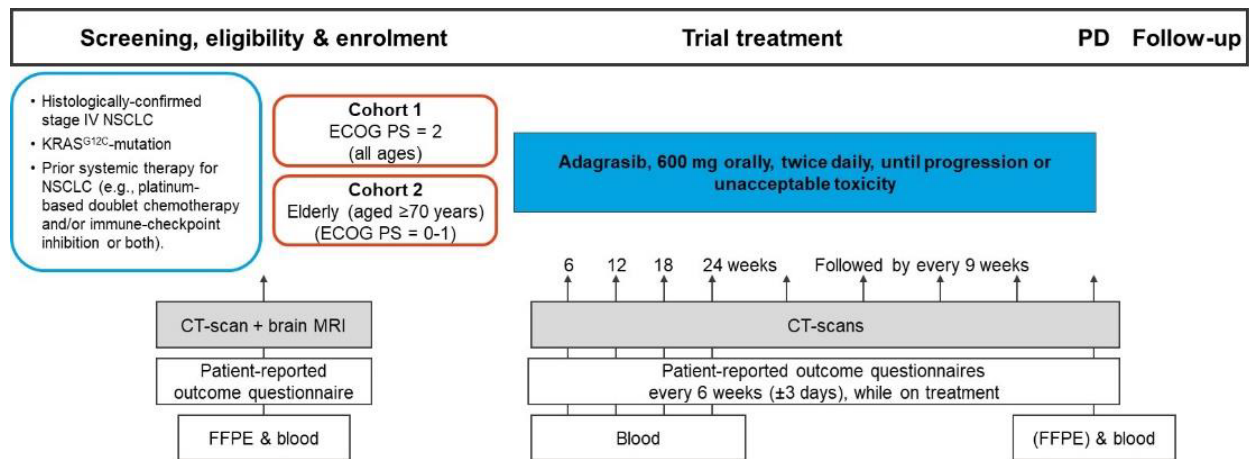 Screening, eligibility & enrolment
Trial treatment
PD
Follow-up
• Histologically-confirmed
stage IV NSCLC
• KRASG12C-mutation
• Prior systemic therapy for
NSCLC (e.g., platinum-
based doublet chemotherapy
and/or immune-checkpoint
inhibition or both).
Cohort 1
ECOG PS = 2
(all ages)
Cohort 2
Elderly (aged ≥70 years)
(ECOG PS = 0-1)
Adagrasib, 600 mg orally, twice daily, until progression or
unacceptable toxicity
6 12 18 24 weeks Followed by every 9 weeks
CT-scan + brain MRI
CT-scans
Patient-reported
outcome questionnaire
Patient-reported outcome questionnaires
every 6 weeks (±3 days), while on treatment
FFPE & blood
Blood
(FFPE) & blood